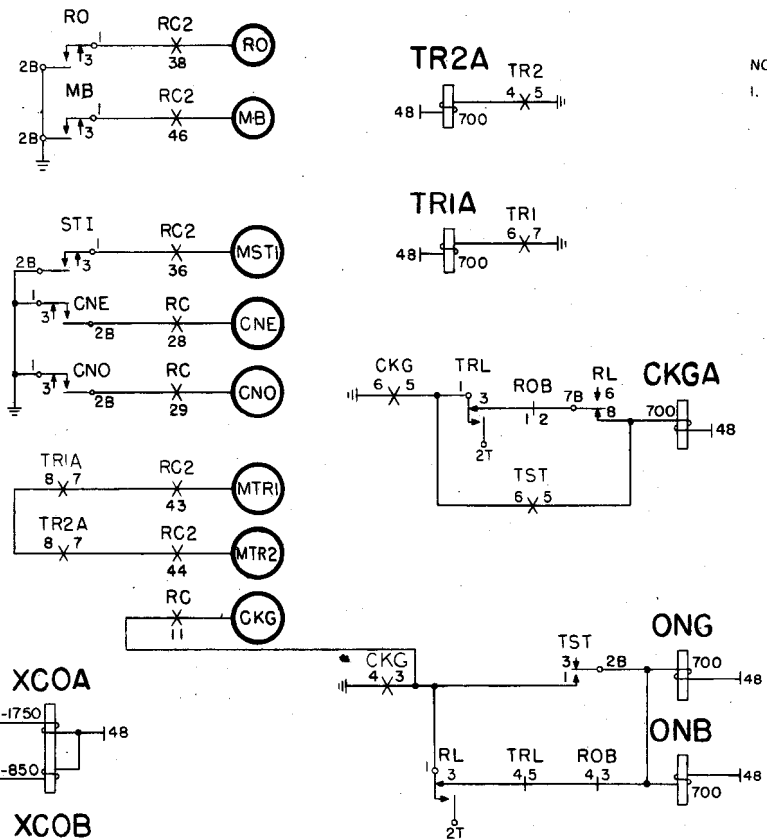 RO
1
RC2
RO
2B
3
38
MB
1
RC2
MB
2B
3
46
TR2A
TR2
4 5
48
700
NO
1.
STI
1
RC2
MSTI
2B
3
36
1
CNE
RC
CNE
3
2B
28
1
CNO
RC
CNO
3
2B
29
TR1A
TR1
6 7
48
700
CKG
6 5
TRL
1 3
ROB
1 2
7B
RL
6
8
CKGA
700
48
2T
TST
6 5
TR1A
8 7
RC2
MTR1
43
TR2A
8 7
RC2
MTR2
44
RC
CKG
11
CKG
4 3
TST
3
2B
1
ONG
700
48
XCOA
-1750
48
-850
XCOB
1
RL
3
TRL
4 5
ROB
4 3
ONB
48
700
2T